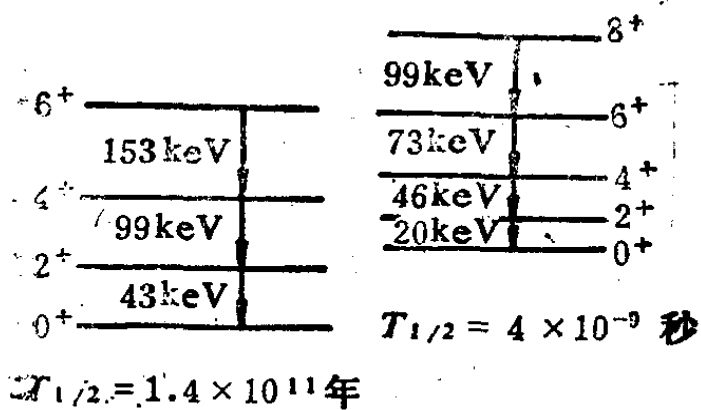 8+
99keV
6+
73keV
4+
46keV
2+
20keV
0+
T1/2 = 4 × 10⁻⁹ 秒
6+
153keV
4+
99keV
2+
43keV
0+
T1/2 = 1.4 × 10¹¹年